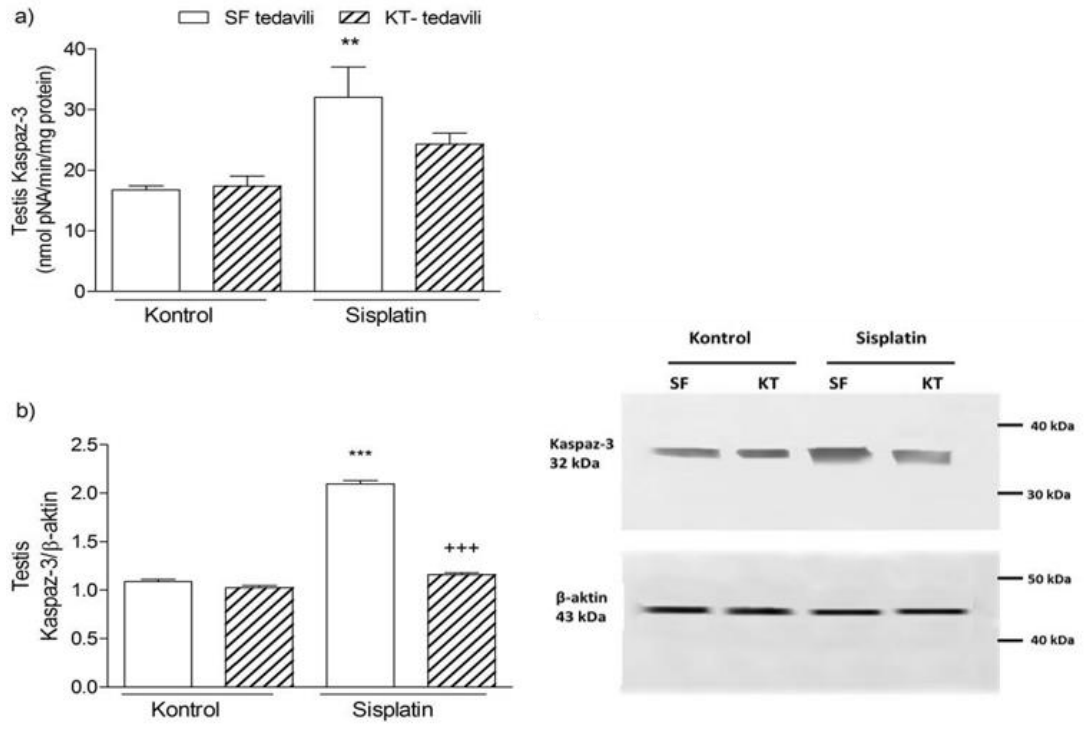 a)
SF tedavili KT- tedavili
**
40
30
20
10
0
Testis Kaspaz-3
(nmol pNA/min/mg protein)
Kontrol Sisplatin
b)
***
+++
2.5
2.0
1.5
1.0
0.5
0.0
Testis
Kaspaz-3/β-aktin
Kontrol Sisplatin
Kontrol Sisplatin
SF KT SF KT
Kaspaz-3
32 kDa
40 kDa
30 kDa
β-aktin
43 kDa
50 kDa
40 kDa